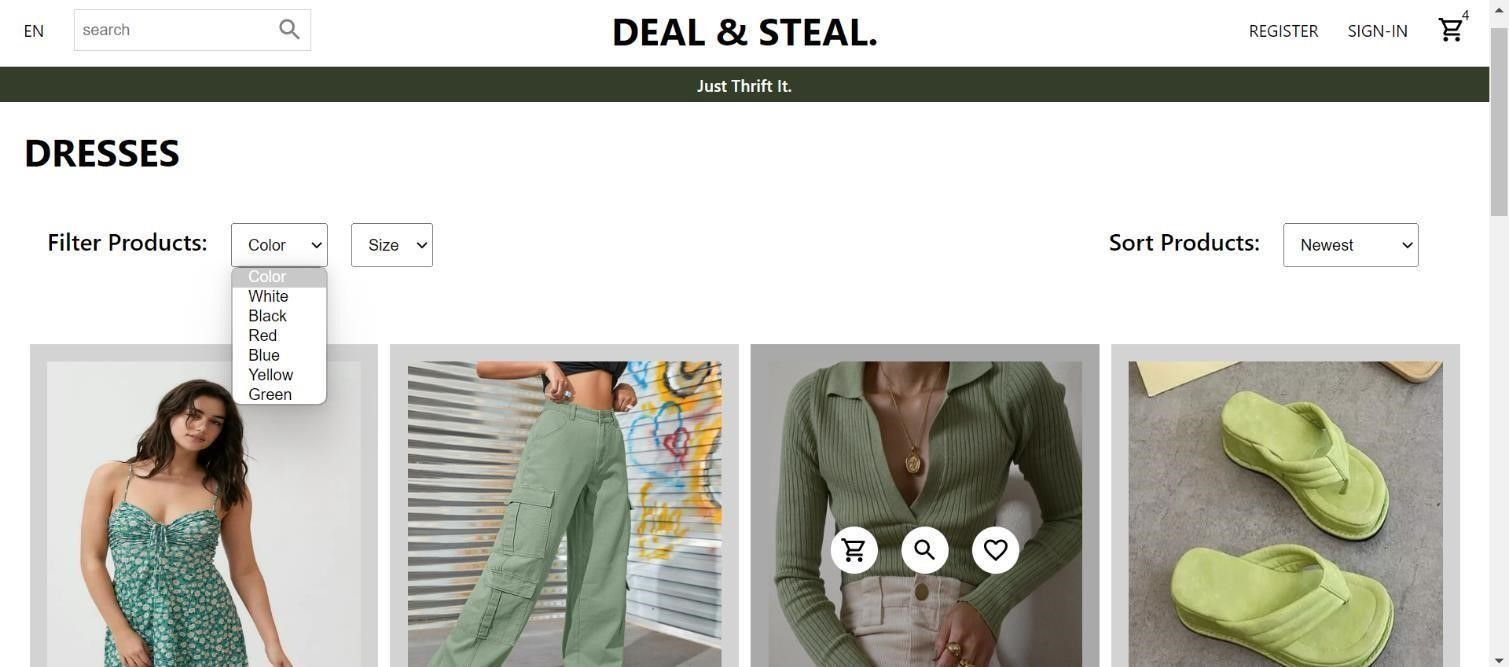 EN
search
DEAL & STEAL.
REGISTER
SIGN-IN
4
Just Thrift It.
DRESSES
Filter Products:
Color
Size
Sort Products:
Newest
Color
White
Black
Red
Blue
Yellow
Green